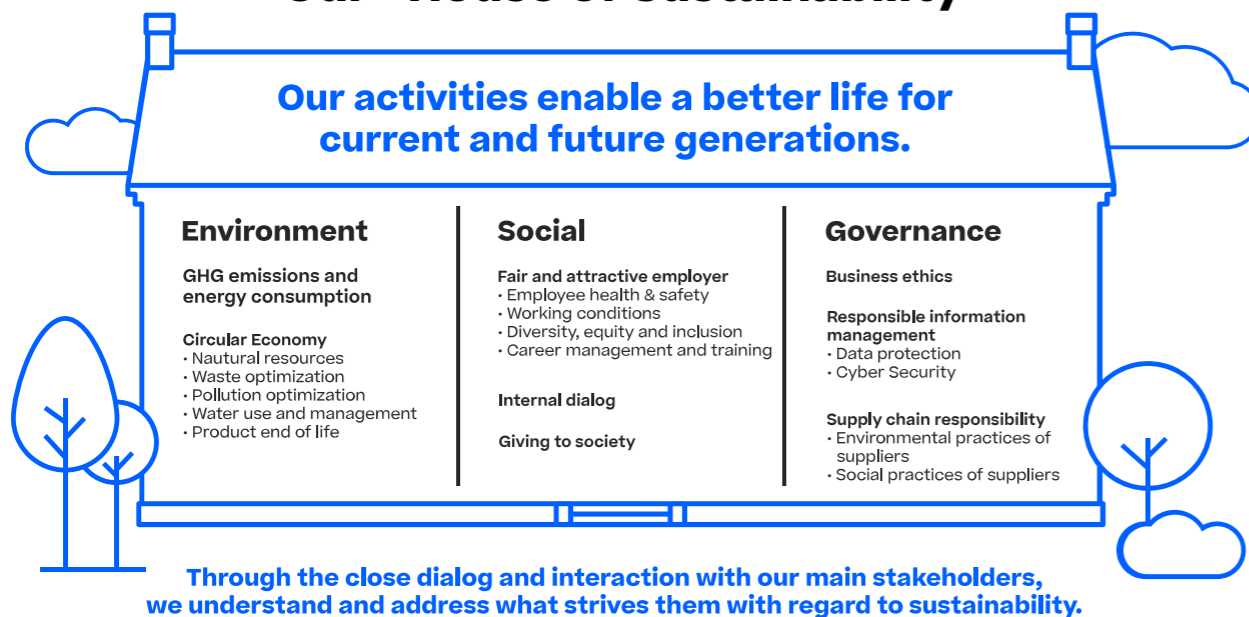 Our "House of Sustainability"
Our activities enable a better life for
current and future generations.
Environment
GHG emissions and
energy consumption
Circular Economy
· Nautural resources
· Waste optimization
· Pollution optimization
· Water use and management
· Product end of life
Social
Fair and attractive employer
· Employee health & safety
· Working conditions
· Diversity, equity and inclusion
· Career management and training
Internal dialog
Giving to society
Governance
Business ethics
Responsible information
management
· Data protection
· Cyber Security
Supply chain responsibility
· Environmental practices of
suppliers
· Social practices of suppliers
Through the close dialog and interaction with our main stakeholders,
we understand and address what strives them with regard to sustainability.